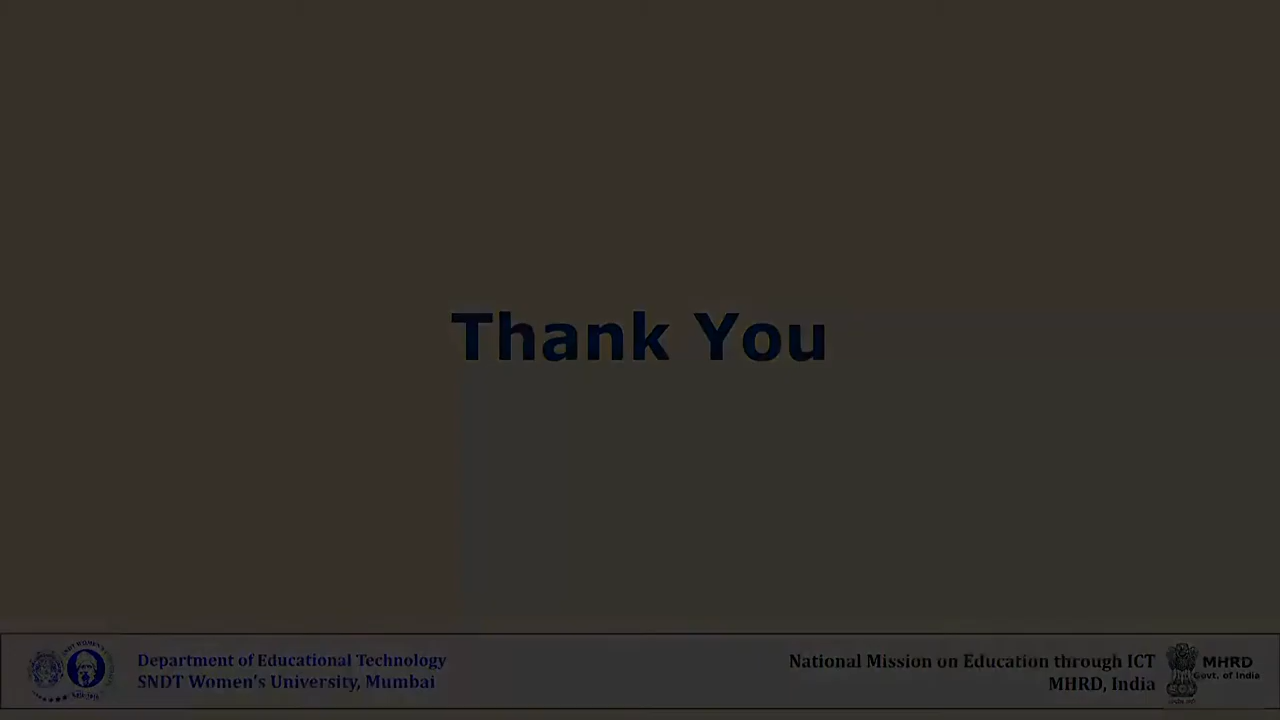 Thank You
Department of Educational Technology
SNDT Women's University, Mumbai
National Mission on Education through ICT
MHRD, India
MHRD
Govt. of India